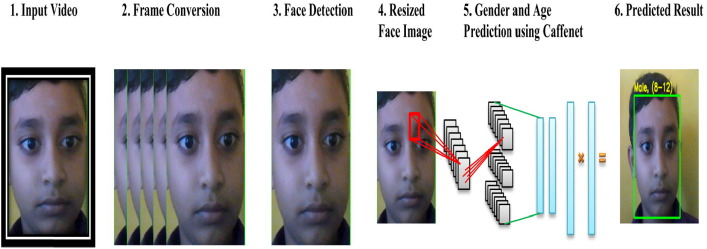 1. Input Video
2. Frame Conversion
3. Face Detection
4. Resized
Face Image
5. Gender and Age
Prediction using Caffenet
6. Predicted Result
Male, (8-12)
× =